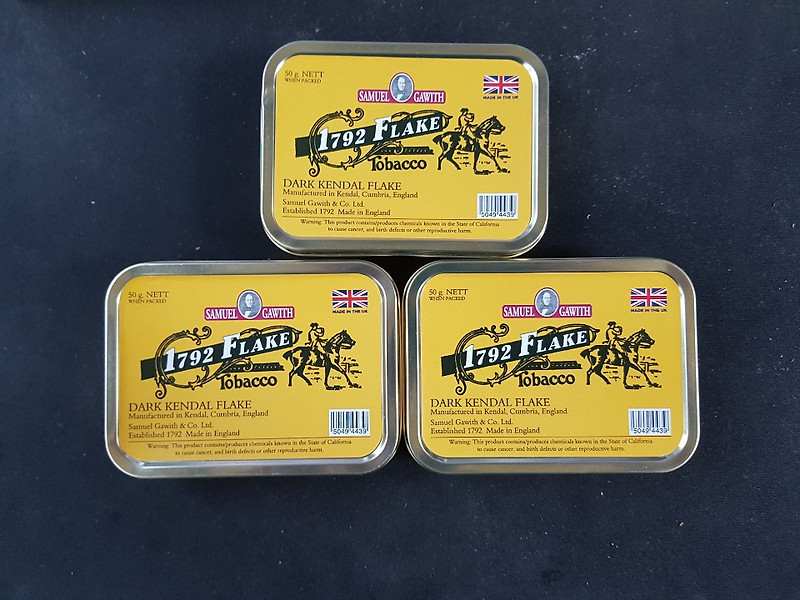 50 g. NETT
WHEN PACKED
SAMUEL GAWITH
MADE IN THE UK
1792 FLAKE
Tobacco
DARK KENDAL FLAKE
Manufactured in Kendal, Cumbria, England
Samuel Gawith & Co. Ltd.
Established 1792 Made in England
5049 4439
Warning: This product contains/produces chemicals known in the State of California
to cause cancer, and birth defects or other reproductive harm.
50 g. NETT
WHEN PACKED
SAMUEL GAWITH
MADE IN THE UK
1792 FLAKE
Tobacco
DARK KENDAL FLAKE
Manufactured in Kendal, Cumbria, England
Samuel Gawith & Co. Ltd.
Established 1792 Made in England
5049 4439
Warning: This product contains/produces chemicals known in the State of California
to cause cancer, and birth defects or other reproductive harm.
50 g. NETT
WHEN PACKED
SAMUEL GAWITH
MADE IN THE UK
1792 FLAKE
Tobacco
DARK KENDAL FLAKE
Manufactured in Kendal, Cumbria, England
Samuel Gawith & Co. Ltd.
Established 1792 Made in England
5049 4439
Warning: This product contains/produces chemicals known in the State of California
to cause cancer, and birth defects or other reproductive harm.